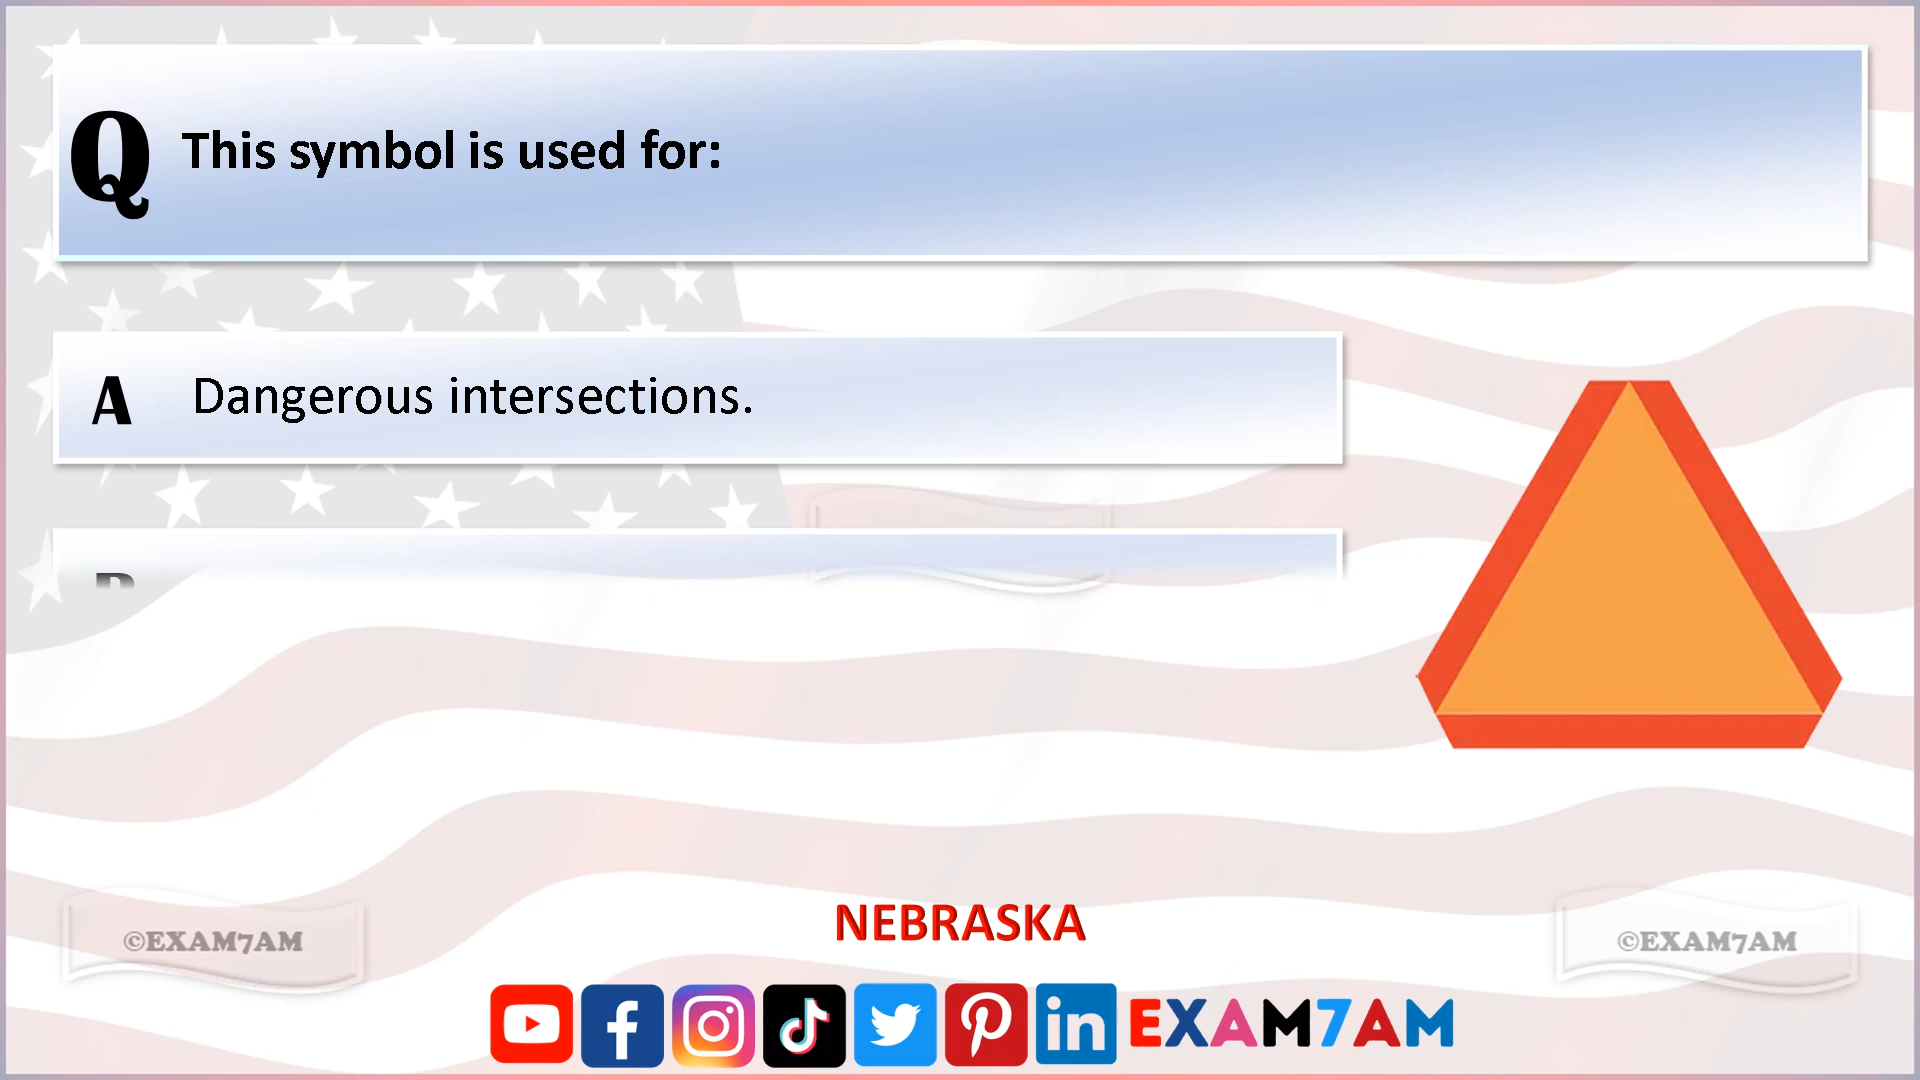 Q This symbol is used for:
A Dangerous intersections.
NEBRASKA
©EXAM7AM
©EXAM7AM
EXAM7AM